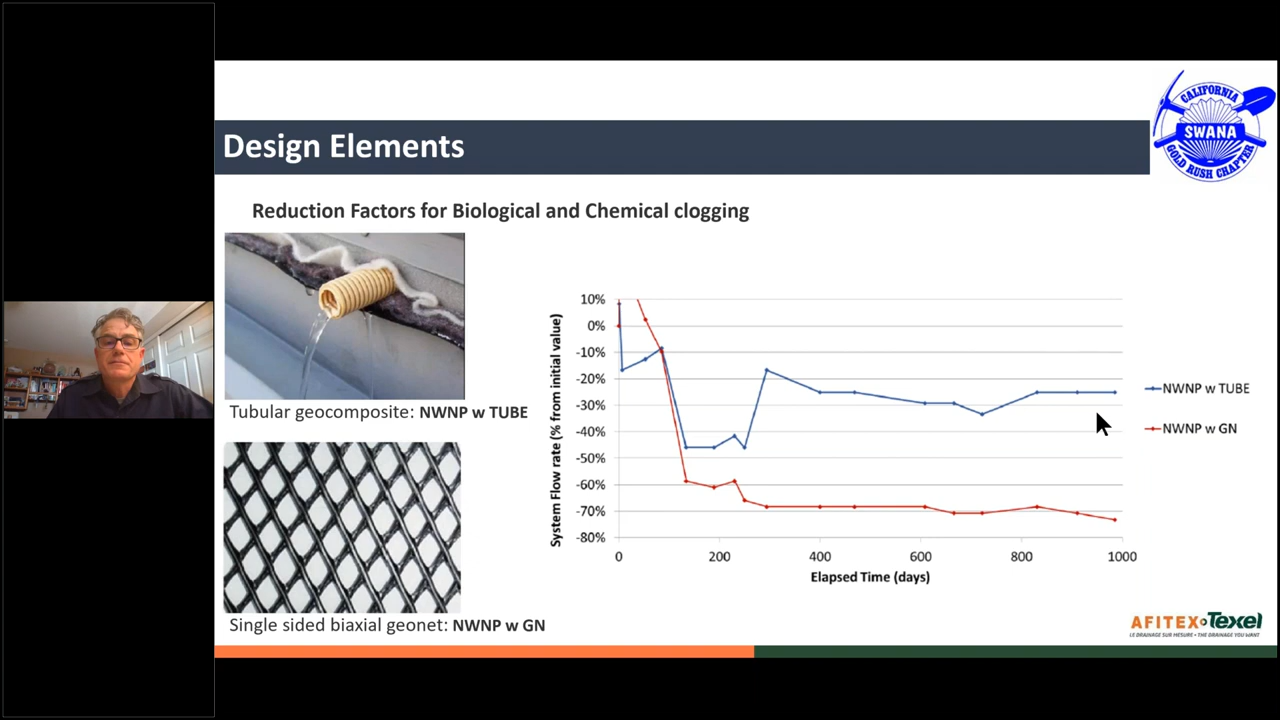 Design Elements
CALIFORNIA
SWANA
GOLD RUSH CHAPTER
Reduction Factors for Biological and Chemical clogging
Tubular geocomposite: NWNP w TUBE
Single sided biaxial geonet: NWNP w GN
System Flow rate (% from initial value)
10%
0%
-10%
-20%
-30%
-40%
-50%
-60%
-70%
-80%
0 200 400 600 800 1000
Elapsed Time (days)
NWNP w TUBE
NWNP w GN
AFITEX Texel
LE DRAINAGE SUR MESURE • THE DRAINAGE YOU WANT